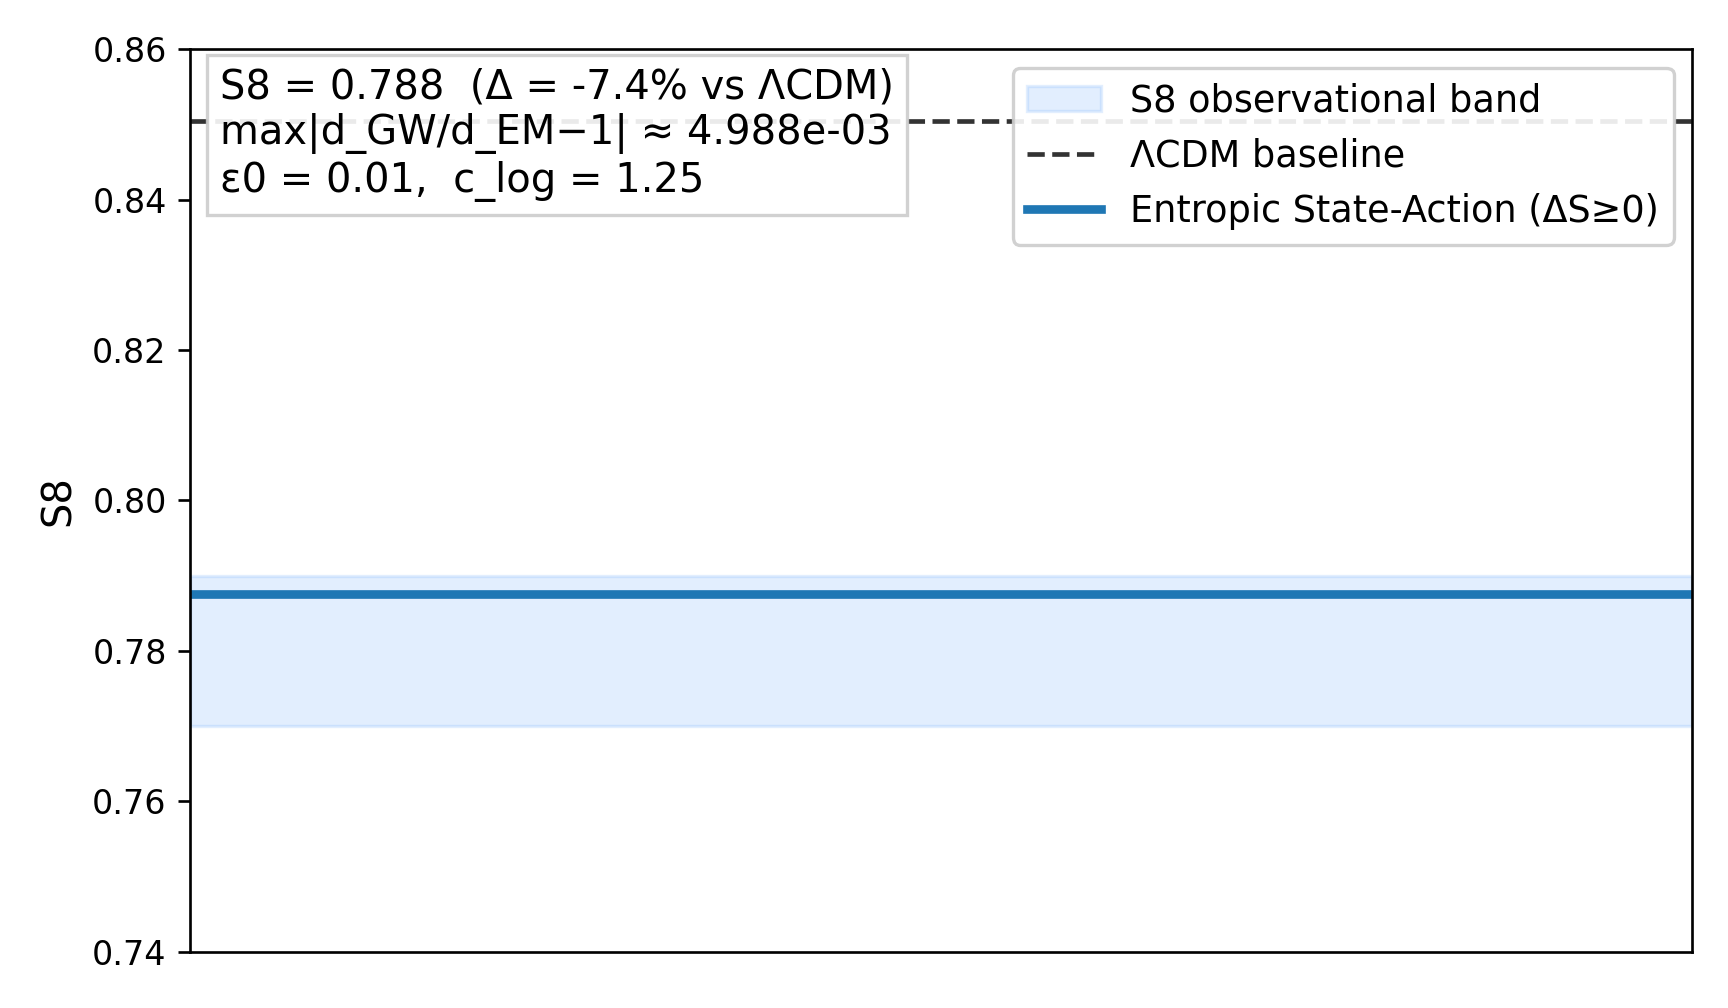 0.86
S8 = 0.788  (Δ = -7.4% vs ΛCDM)
max|d_GW/d_EM−1| ≈ 4.988e-03
ε0 = 0.01,  c_log = 1.25
S8 observational band
ΛCDM baseline
Entropic State-Action (ΔS≥0)
0.84
0.82
0.80
S8
0.78
0.76
0.74